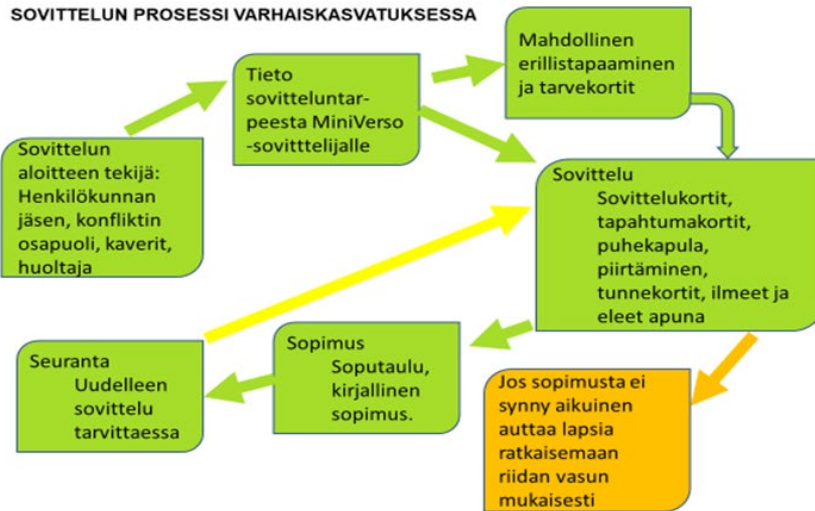 SOVITTELUN PROSESSI VARHAISKASVATUKSESSA
Sovittelun
aloitteen tekijä:
Henkilökunnan
jäsen, konfliktin
osapuoli, kaverit,
huoltaja
Tieto
sovitteluntar-
peesta MiniVerso
-sovitttelijalle
Mahdollinen
erillistapaaminen
ja tarvekortit
Sovittelu
Sovittelukortit,
tapahtumakortit,
puhekapula,
piirtäminen,
tunnekortit, ilmeet ja
eleet apuna
Sopimus
Soputaulu,
kirjallinen
sopimus.
Seuranta
Uudelleen
sovittelu
tarvittaessa
Jos sopimusta ei
synny aikuinen
auttaa lapsia
ratkaisemaan
riidan vasun
mukaisesti